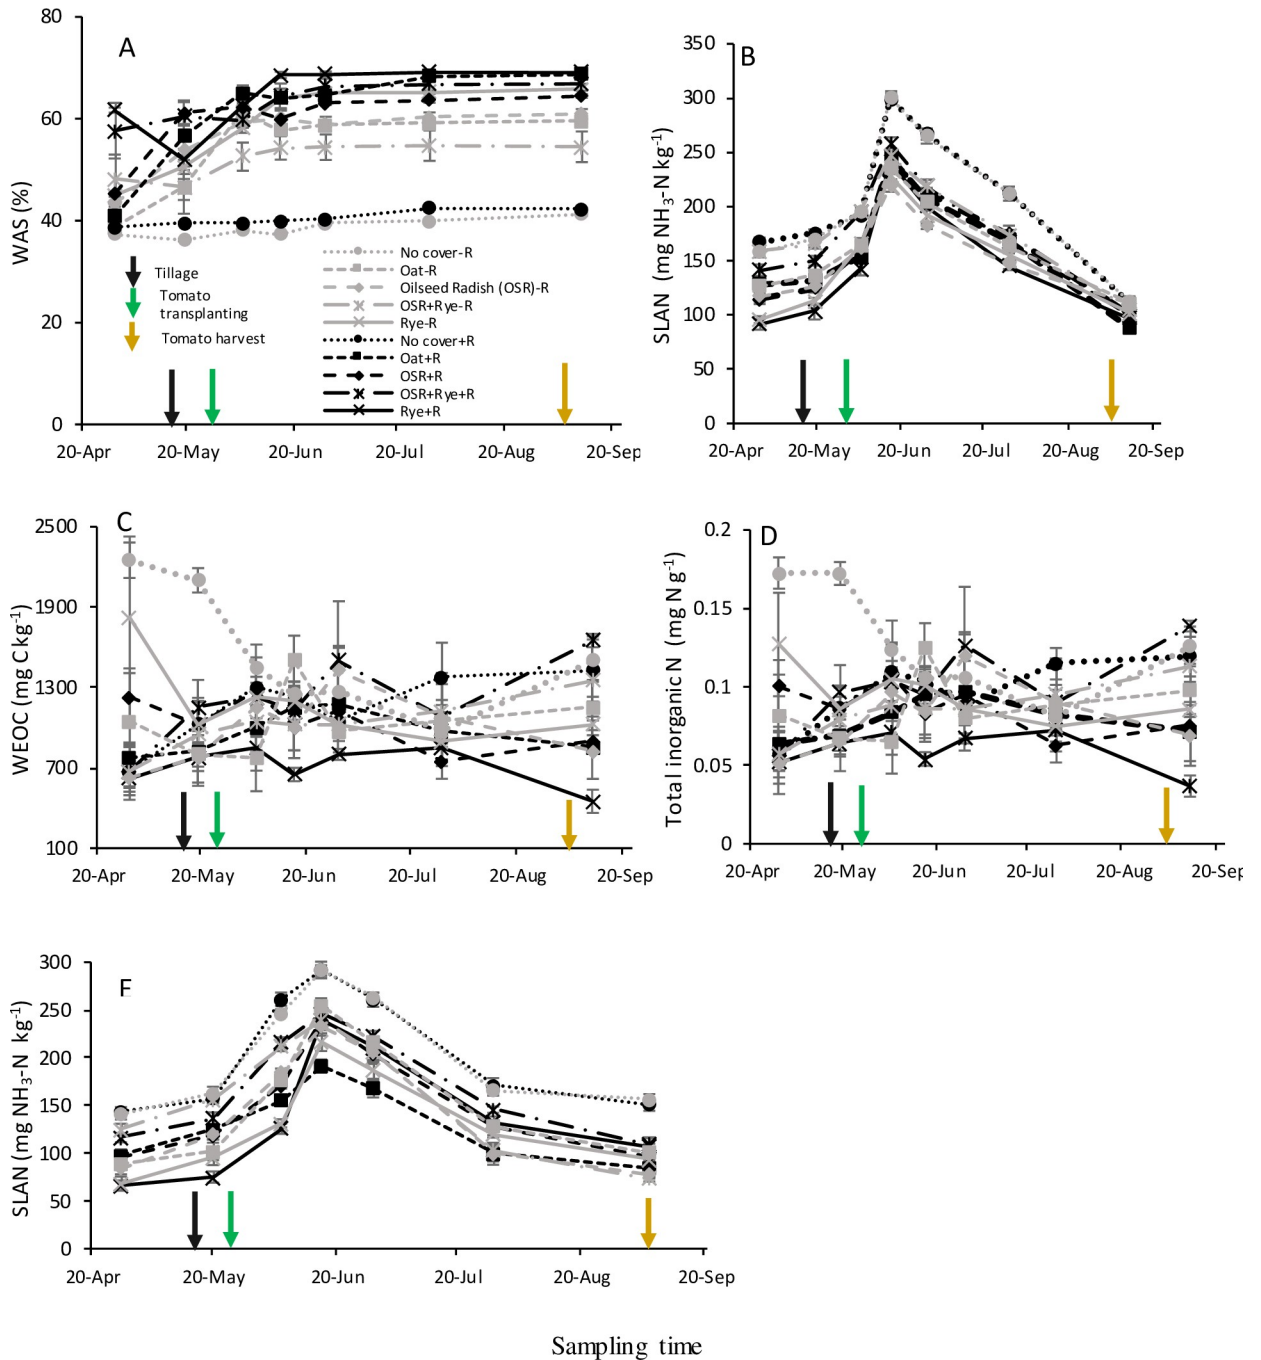 A
80
60
40
20
0
WAS (%)
20-Apr 20-May 20-Jun 20-Jul 20-Aug 20-Sep
Tillage
Tomato
transplanting
Tomato harvest
No cover-R
Oat-R
Oilseed Radish (OSR)-R
OSR+Rye-R
Rye-R
No cover+R
Oat+R
OSR+R
OSR+Rye+R
Rye+R
B
350
300
250
200
150
100
50
0
SLAN (mg NH3-N kg-1)
20-Apr 20-May 20-Jun 20-Jul 20-Aug 20-Sep
C
2500
1900
1300
700
100
WEOC (mg C kg-1)
20-Apr 20-May 20-Jun 20-Jul 20-Aug 20-Sep
D
0.2
0.15
0.1
0.05
0
Total inorganic N (mg N g-1)
20-Apr 20-May 20-Jun 20-Jul 20-Aug 20-Sep
E
300
250
200
150
100
50
0
SLAN (mg NH3-N kg-1)
20-Apr 20-May 20-Jun 20-Jul 20-Aug 20-Sep
Sampling time